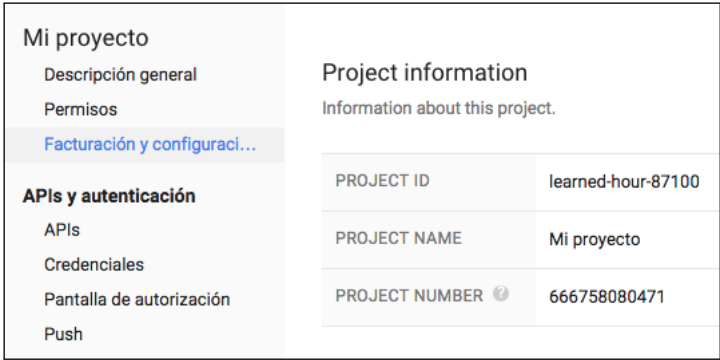 Mi proyecto
Descripción general
Permisos
Facturación y configuraci...
APIs y autenticación
APIs
Credenciales
Pantalla de autorización
Push
Project information
Information about this project.
PROJECT ID learned-hour-87100
PROJECT NAME Mi proyecto
PROJECT NUMBER ? 666758080471